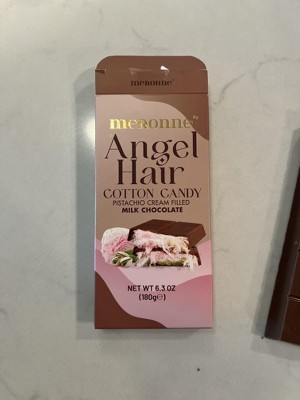 meronne
meronne®
Angel
Hair
COTTON CANDY
PISTACHIO CREAM FILLED
MILK CHOCOLATE
NET WT 6.3 OZ
(180g℮)